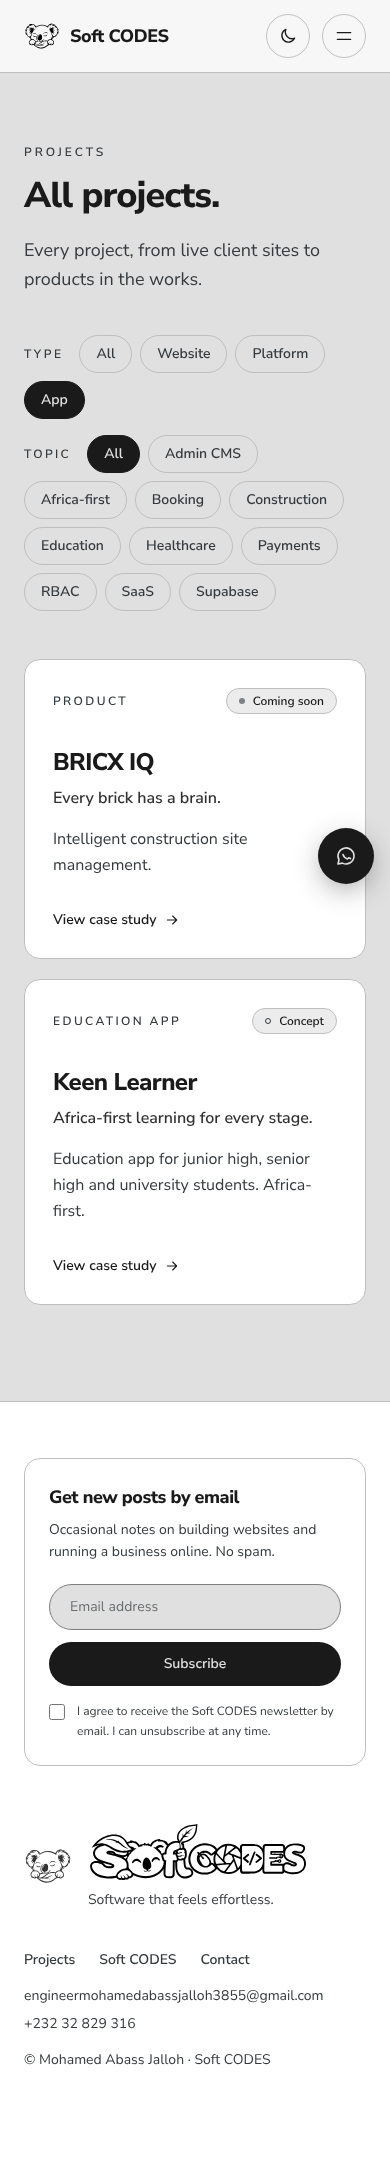 Soft CODES
PROJECTS
All projects.
Every project, from live client sites to
products in the works.
TYPE All Website Platform
App
TOPIC All Admin CMS
Africa-first Booking Construction
Education Healthcare Payments
RBAC SaaS Supabase
PRODUCT Coming soon
BRICX IQ
Every brick has a brain.
Intelligent construction site
management.
View case study →
EDUCATION APP Concept
Keen Learner
Africa-first learning for every stage.
Education app for junior high, senior
high and university students. Africa-
first.
View case study →
Get new posts by email
Occasional notes on building websites and
running a business online. No spam.
Email address
Subscribe
I agree to receive the Soft CODES newsletter by
email. I can unsubscribe at any time.
SoftCODES
Software that feels effortless.
Projects Soft CODES Contact
engineermohamedabassjalloh3855@gmail.com
+232 32 829 316
© Mohamed Abass Jalloh · Soft CODES